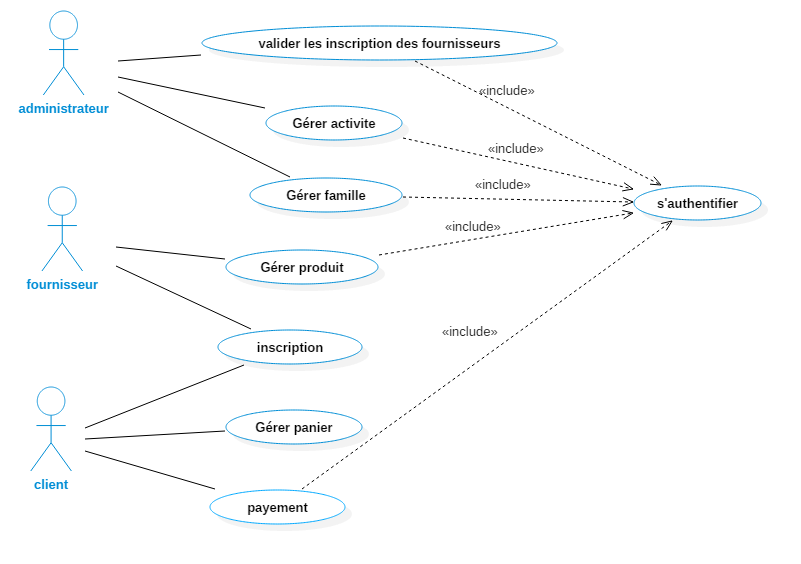 valider les inscription des fournisseurs
administrateur
«include»
Gérer activite
«include»
Gérer famille
«include»
s'authentifier
fournisseur
«include»
Gérer produit
inscription
«include»
client
Gérer panier
payement